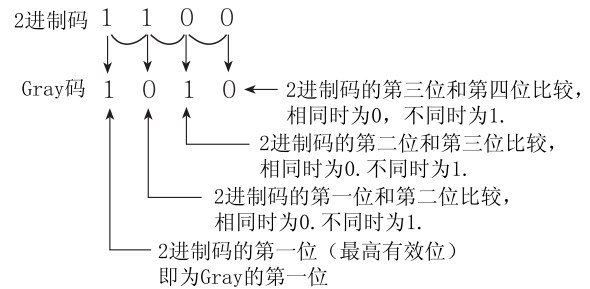 2进制码 1 1 0 0
Gray码 1 0 1 0
2进制码的第三位和第四位比较，
相同时为0，不同时为1.
2进制码的第二位和第三位比较，
相同时为0.不同时为1.
2进制码的第一位和第二位比较，
相同时为0.不同时为1.
2进制码的第一位（最高有效位）
即为Gray的第一位